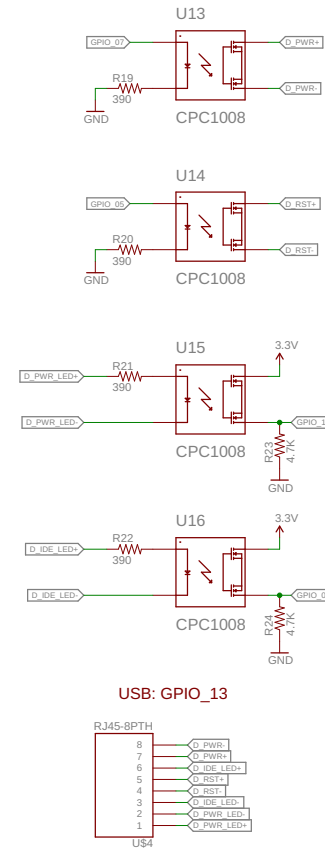 U13
GPIO_07
D_PWR+
R19
390
D_PWR-
GND
CPC1008
U14
GPIO_05
D_RST+
R20
390
D_RST-
GND
CPC1008
U15
3.3V
R21
D_PWR_LED+
390
D_PWR_LED-
R23
4.7K
CPC1008
GND
U16
3.3V
R22
D_IDE_LED+
390
D_IDE_LED-
R24
4.7K
CPC1008
GND
USB: GPIO_13
RJ45-8PTH
8 D_PWR-
7 D_PWR+
6 D_IDE_LED+
5 D_RST+
4 D_RST-
3 D_IDE_LED-
2 D_PWR_LED-
1 D_PWR_LED+
U$4